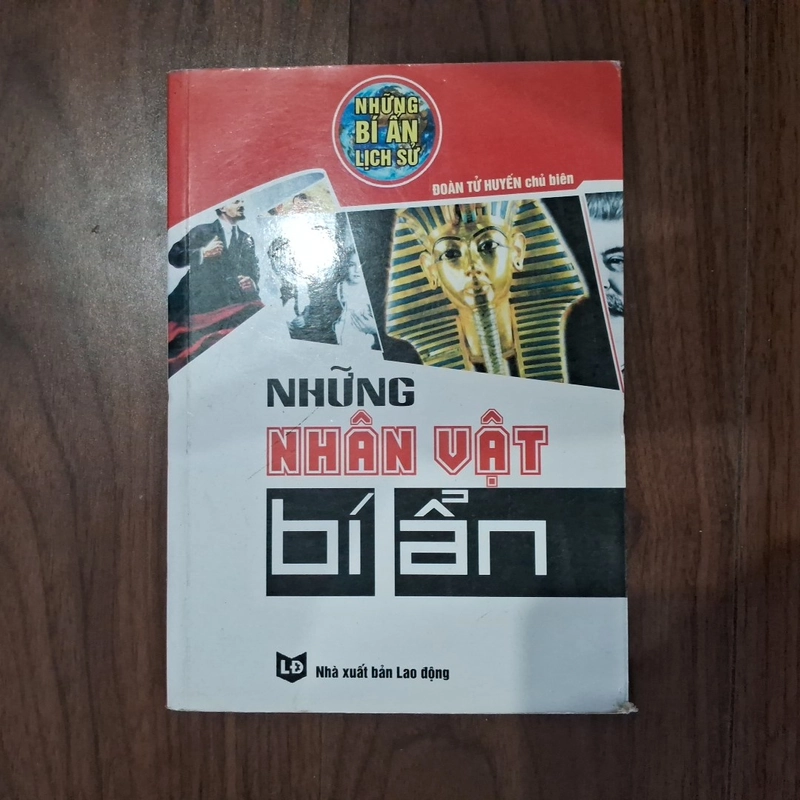 NHỮNG
BÍ ẨN
LỊCH SỬ
ĐOÀN TỬ HUYẾN chủ biên
NHỮNG
NHÂN VẬT
bí ẩn
LĐ
Nhà xuất bản Lao động